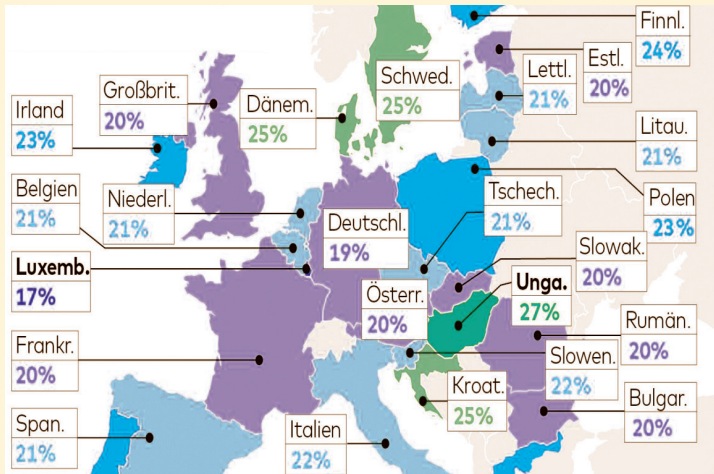 Finnl.
24%
Estl.
20%
Lettl.
21%
Schwed.
25%
Großbrit.
20%
Dänem.
25%
Irland
23%
Litau.
21%
Belgien
21%
Niederl.
21%
Deutschl.
19%
Tschech.
21%
Polen
23%
Luxemb.
17%
Slowak.
20%
Österr.
20%
Unga.
27%
Rumän.
20%
Frankr.
20%
Slowen.
22%
Kroat.
25%
Bulgar.
20%
Span.
21%
Italien
22%